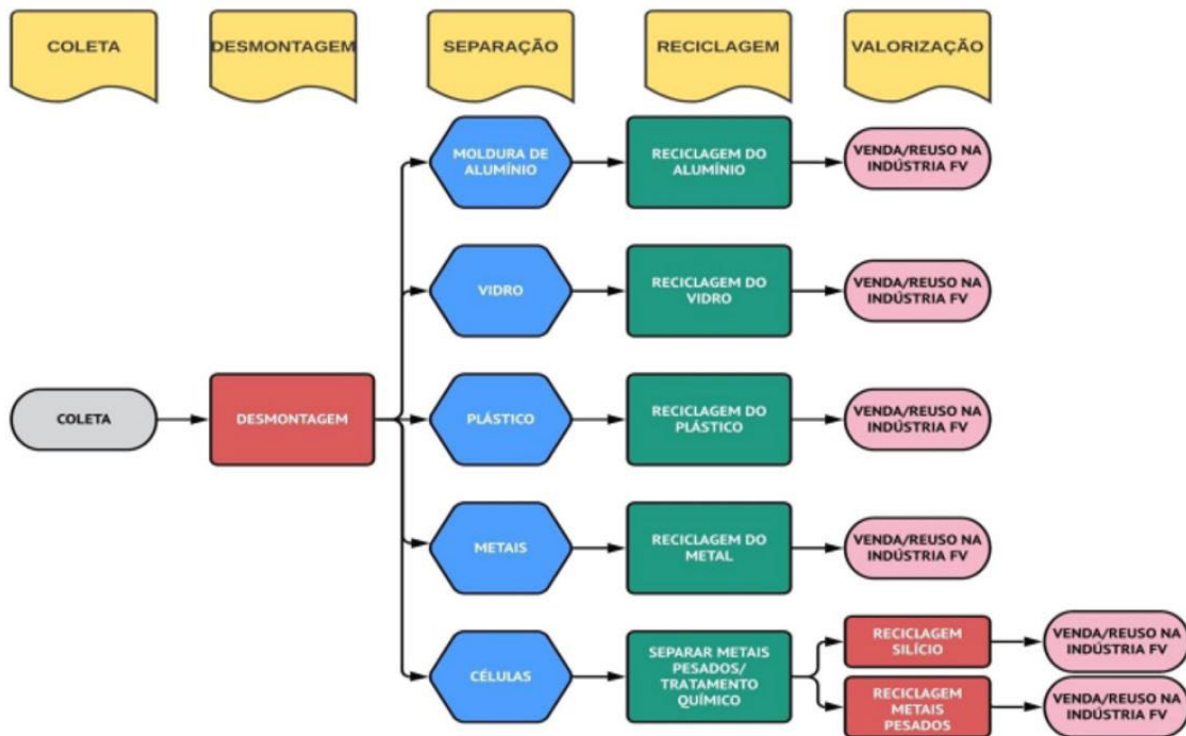 COLETA
DESMONTAGEM
SEPARAÇÃO
RECICLAGEM
VALORIZAÇÃO
MOLDURA DE
ALUMÍNIO
RECICLAGEM DO
ALUMÍNIO
VENDA/REUSO NA
INDÚSTRIA FV
VIDRO
RECICLAGEM DO
VIDRO
VENDA/REUSO NA
INDÚSTRIA FV
COLETA
DESMONTAGEM
PLÁSTICO
RECICLAGEM DO
PLÁSTICO
VENDA/REUSO NA
INDÚSTRIA FV
METAIS
RECICLAGEM DO
METAL
VENDA/REUSO NA
INDÚSTRIA FV
CÉLULAS
SEPARAR METAIS
PESADOS/
TRATAMENTO
QUÍMICO
RECICLAGEM
SILÍCIO
VENDA/REUSO NA
INDÚSTRIA FV
RECICLAGEM
METAIS
PESADOS
VENDA/REUSO NA
INDÚSTRIA FV